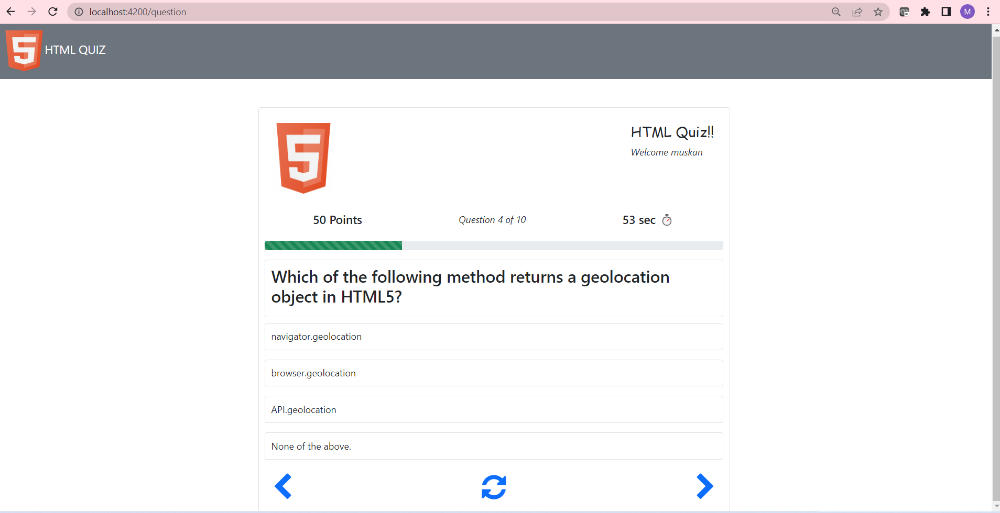 localhost:4200/question
M
HTML QUIZ
HTML Quiz!!
Welcome muskan
50 Points
Question 4 of 10
53 sec
Which of the following method returns a geolocation
object in HTML5?
navigator.geolocation
browser.geolocation
API.geolocation
None of the above.